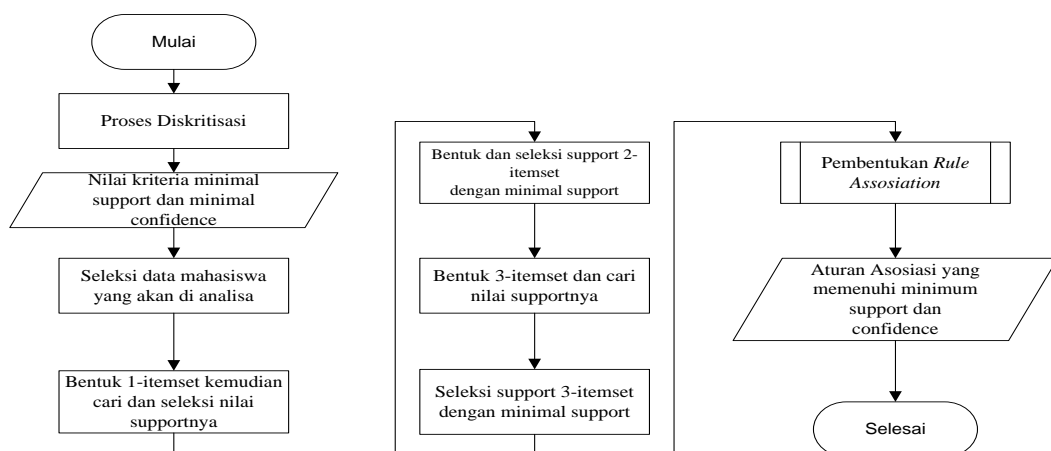 Mulai
Proses Diskritisasi
Nilai kriteria minimal
support dan minimal
confidence
Seleksi data mahasiswa
yang akan di analisa
Bentuk 1-itemset kemudian
cari dan seleksi nilai
supportnya
Bentuk dan seleksi support 2-
itemset
dengan minimal support
Bentuk 3-itemset dan cari
nilai supportnya
Seleksi support 3-itemset
dengan minimal support
Pembentukan Rule
Assosiation
Aturan Asosiasi yang
memenuhi minimum
support dan
confidence
Selesai